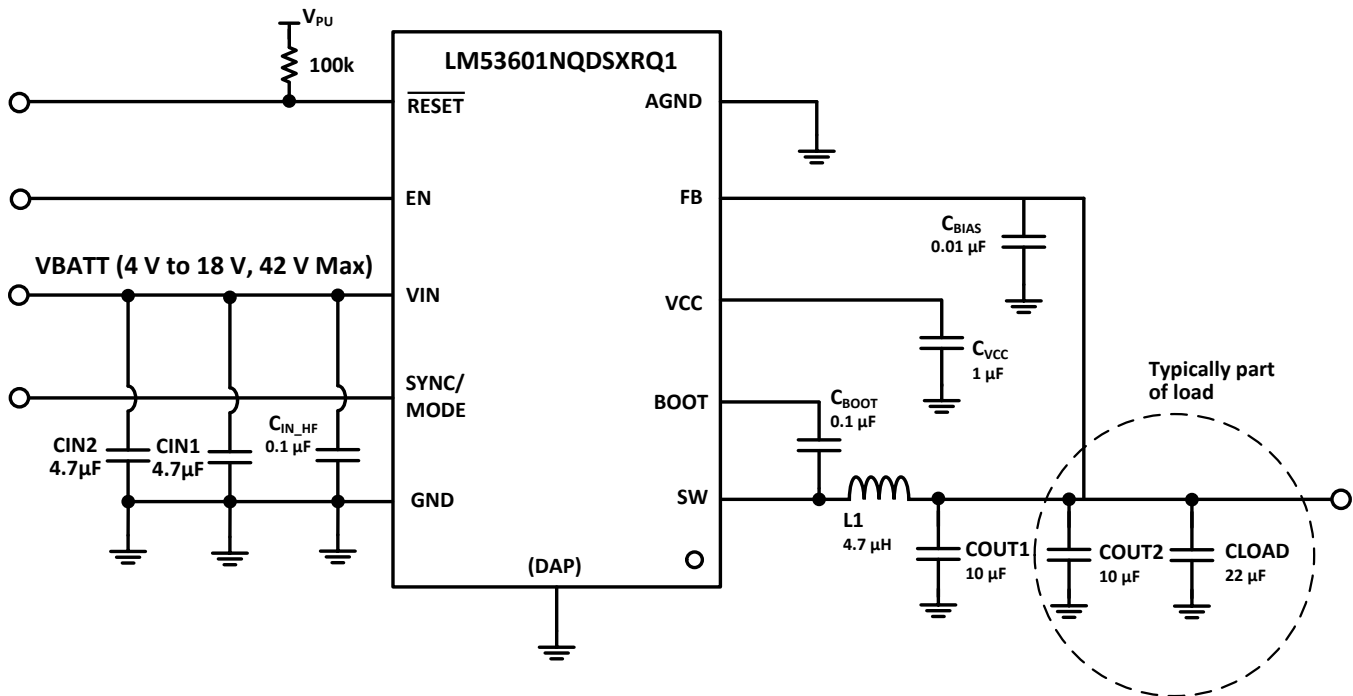 VPU
100k
LM53601NQDSXRQ1
RESET
AGND
EN
FB
CBIAS
0.01 µF
VBATT (4 V to 18 V, 42 V Max)
VIN
VCC
CVCC
1 µF
Typically part
of load
SYNC/
MODE
BOOT
CBOOT
0.1 µF
CIN2
4.7µF
CIN1
4.7µF
CIN_HF
0.1 µF
GND
SW
L1
4.7 µH
COUT1
10 µF
COUT2
10 µF
CLOAD
22 µF
(DAP)